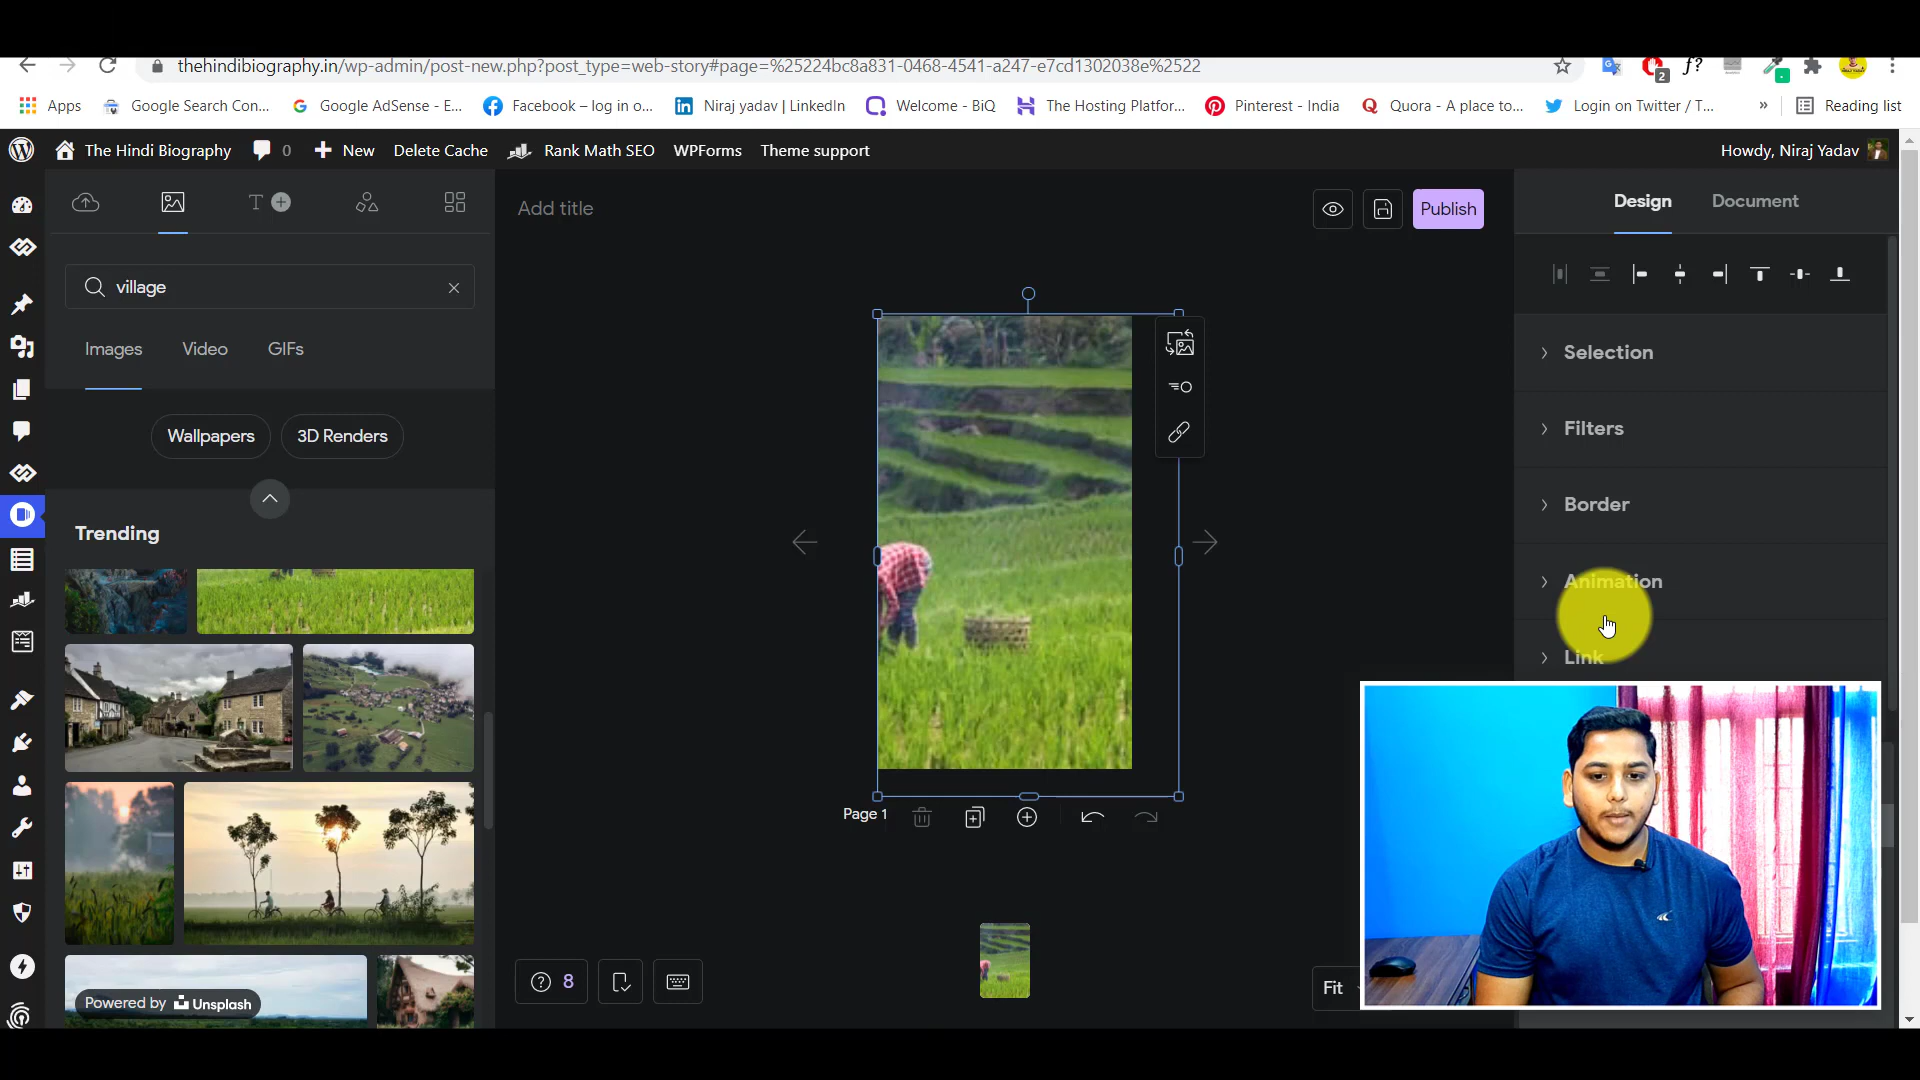 thehindibiography.in/wp-admin/post-new.php?post_type=web-story#page=%25224bc8a831-0468-4541-a247-e7cd1302038e%2522
2
Apps
Google Search Con...
Google AdSense - E...
Facebook – log in o...
Niraj yadav | LinkedIn
Welcome - BiQ
The Hosting Platfor...
Pinterest - India
Quora - A place to...
Login on Twitter / T...
»
Reading list
The Hindi Biography
0
New
Delete Cache
Rank Math SEO
WPForms
Theme support
Howdy, Niraj Yadav
T
Add title
Publish
Design
Document
village
Images
Video
GIFs
Wallpapers
3D Renders
Trending
Selection
Filters
Border
Animation
Link
Page 1
8
Fit
Powered by Unsplash